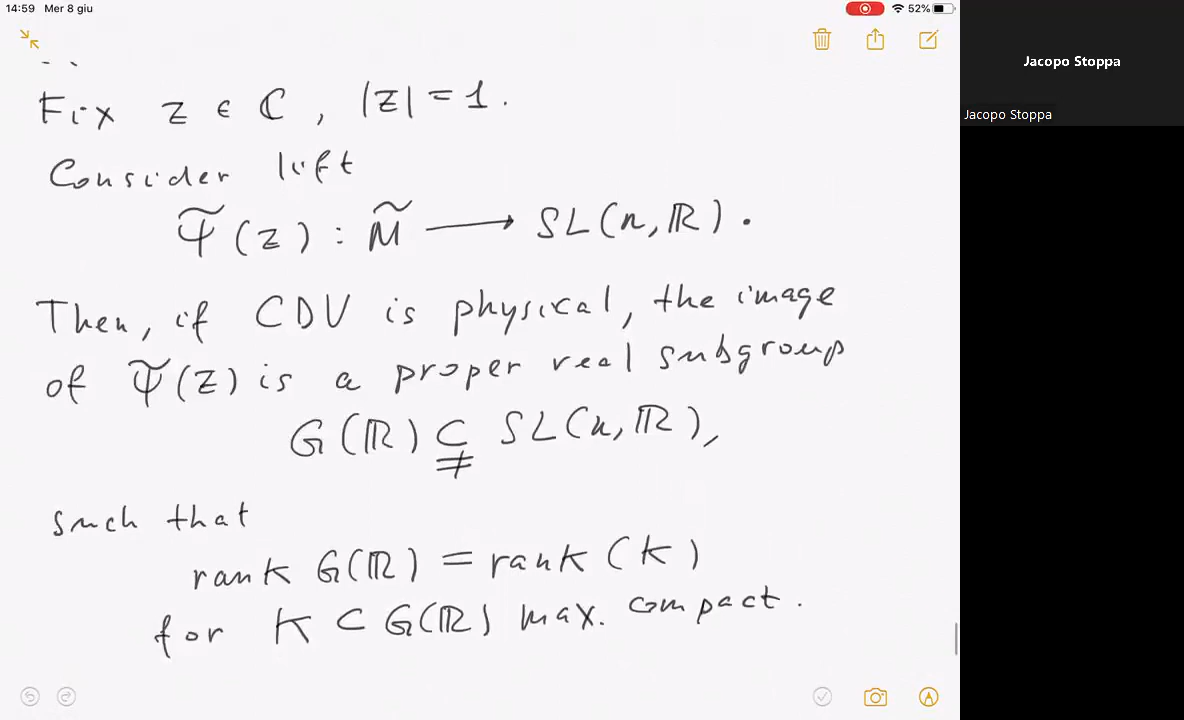 14:59 Mer 8 giu
52%
Jacopo Stoppa
Jacopo Stoppa
Fix z ∈ ℂ, |z| = 1.
Consider lift
Ψ̃(z) : M̃ ⟶ SL(n, ℝ).
Then, if CDV is physical, the image
of Ψ̃(z) is a proper real subgroup
G(ℝ) ⊊ SL(n, ℝ),
such that
rank G(ℝ) = rank(K)
for K ⊂ G(ℝ) max. compact.